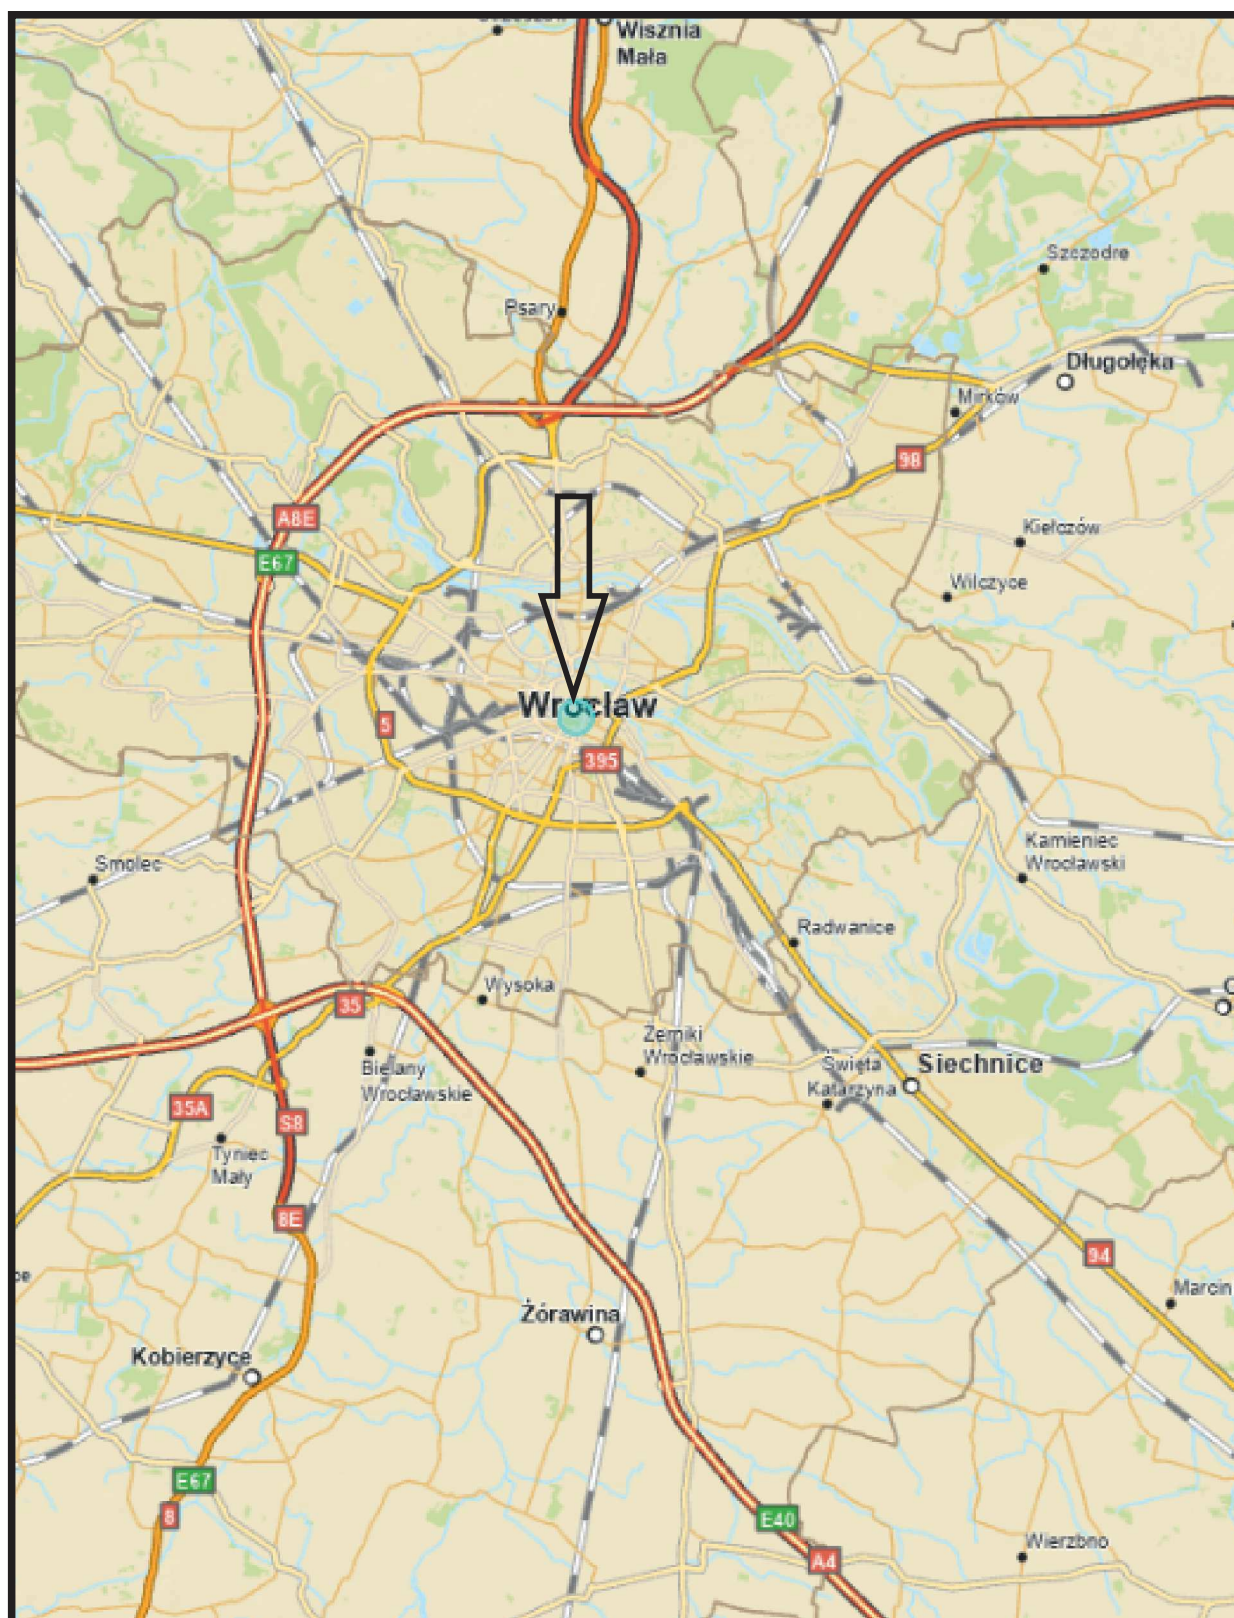 Wisznia
Mała
Szczodre
Psary
Długołęka
Mirków
98
A8E
Kiełczów
E67
Wilczyce
Wrocław
5
395
Kamieniec
Wrocławski
Smolec
Radwanice
Wysoka
35
Żerniki
Wrocławskie
Święta
Katarzyna
Siechnice
Bielany
Wrocławskie
35A
S8
Tyniec
Mały
8E
94
Marcin
Żórawina
Kobierzyce
E67
8
E40
A4
Wierzbno